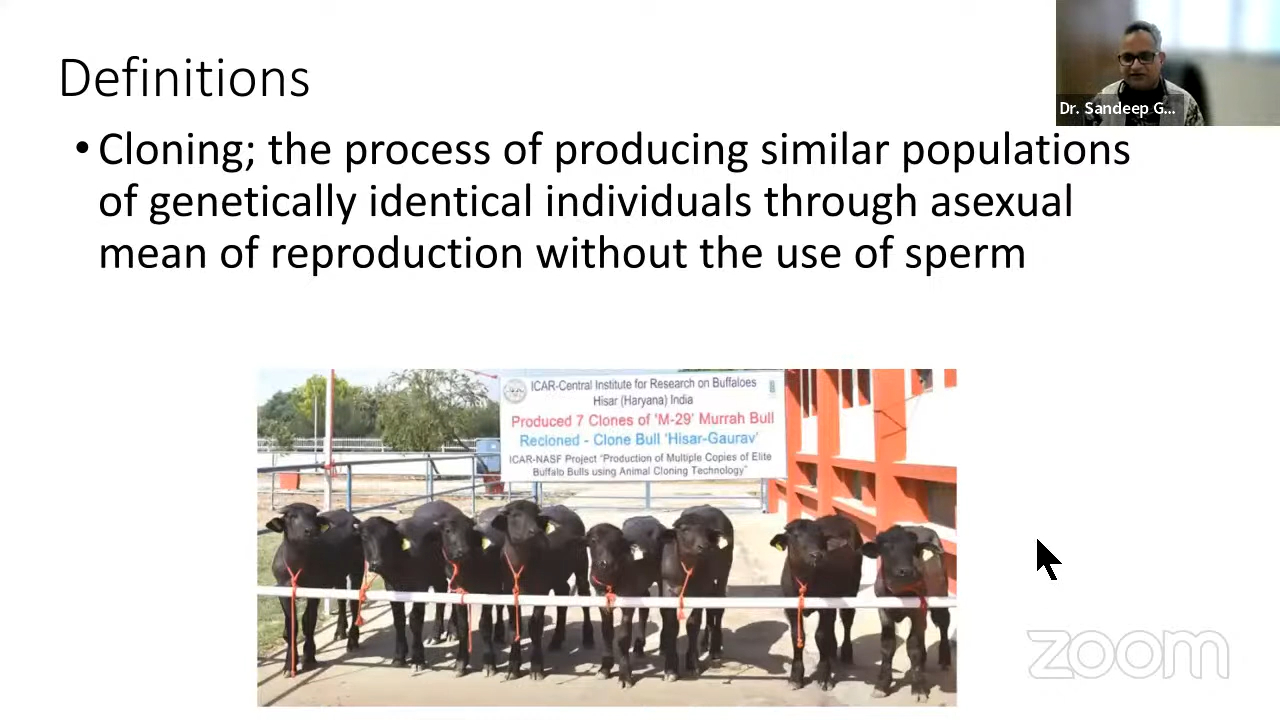 Definitions
Dr. Sandeep G...
• Cloning; the process of producing similar populations
of genetically identical individuals through asexual
mean of reproduction without the use of sperm
ICAR-Central Institute for Research on Buffaloes
Hisar (Haryana) India
Produced 7 Clones of 'M-29' Murrah Bull
Recloned - Clone Bull 'Hisar-Gaurav'
ICAR-NASF Project "Production of Multiple Copies of Elite
Buffalo Bulls using Animal Cloning Technology"
zoom